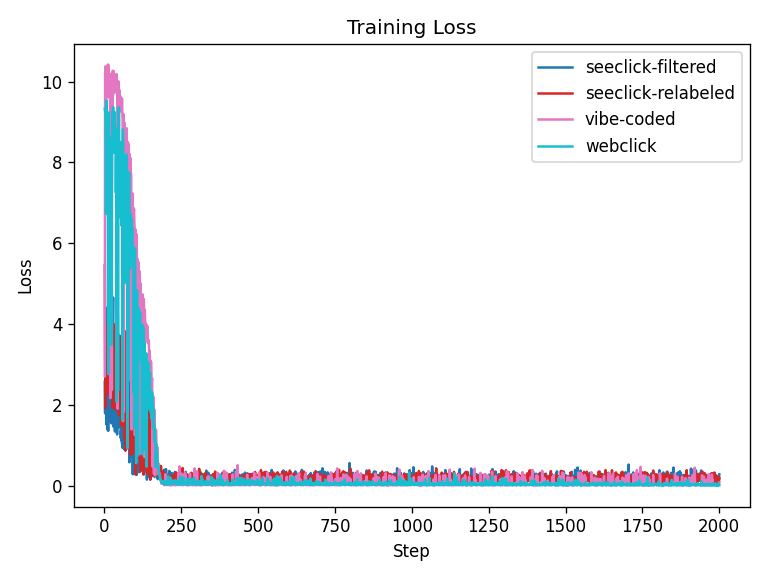 Training Loss
seeclick-filtered
seeclick-relabeled
vibe-coded
webclick
10
8
6
4
2
0
Loss
0 250 500 750 1000 1250 1500 1750 2000
Step